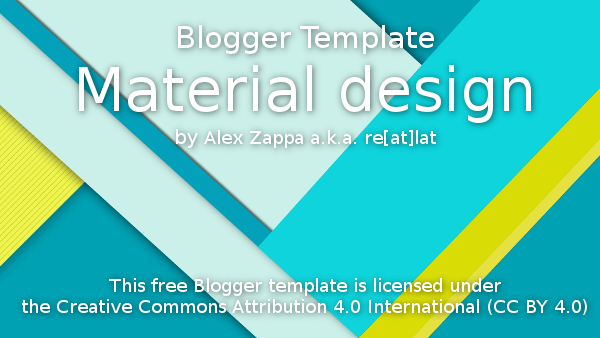 Blogger Template
Material design
by Alex Zappa a.k.a. re[at]lat
This free Blogger template is licensed under
the Creative Commons Attribution 4.0 International (CC BY 4.0)